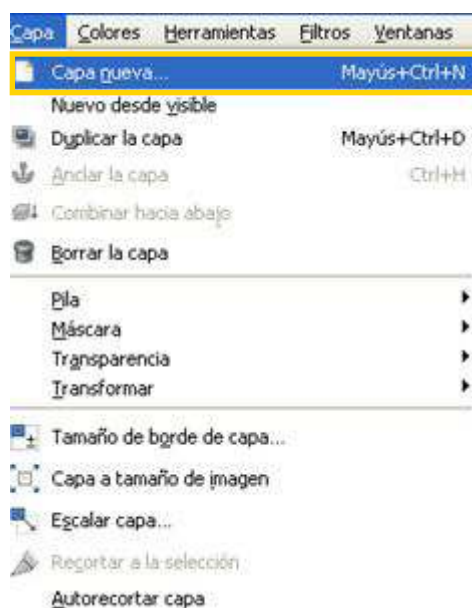 Capa Colores Herramientas Filtros Ventanas
Capa nueva... Mayús+Ctrl+N
Nuevo desde visible
Duplicar la capa Mayús+Ctrl+D
Anclar la capa Ctrl+H
Combinar hacia abajo
Borrar la capa
Pila
Máscara
Transparencia
Transformar
Tamaño de borde de capa...
Capa a tamaño de imagen
Escalar capa...
Recortar a la selección
Autorecortar capa